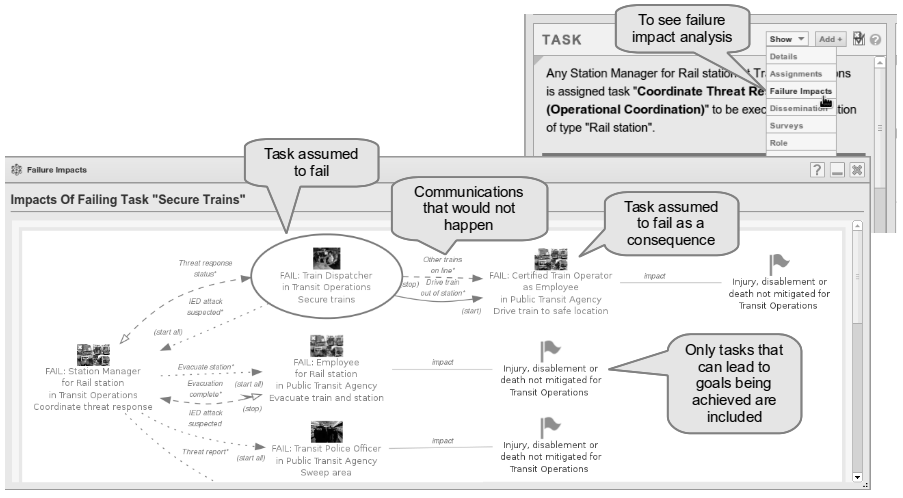 To see failure
impact analysis
TASK
Show
Add +
Details
Assignments
Failure Impacts
Dissemination
Surveys
Role
Any Station Manager for Rail station
is assigned task "Coordinate Threat Re
(Operational Coordination)" to be exec
of type "Rail station".
Task assumed
to fail
Failure Impacts
?
Impacts Of Failing Task "Secure Trains"
Communications
that would not
happen
Task assumed
to fail as a
consequence
Threat response
status*
IED attack
suspected*
(start all)
FAIL: Train Dispatcher
in Transit Operations
Secure trains
Other trains
on line*
(stop)
Drive train
out of station*
(start)
FAIL: Certified Train Operator
as Employee
in Public Transit Agency
Drive train to safe location
impact
Injury, disablement or
death not mitigated for
Transit Operations
FAIL: Station Manager
for Rail station
in Transit Operations
Coordinate threat response
Evacuate station*
(start all)
Evacuation
complete*
(stop)
IED attack
suspected
FAIL: Employee
for Rail station
in Public Transit Agency
Evacuate train and station
impact
Injury, disablement or
death not mitigated for
Transit Operations
Only tasks that
can lead to
goals being
achieved are
included
Threat report*
(start all)
FAIL: Transit Police Officer
in Public Transit Agency
Sweep area
impact
Injury, disablement or
death not mitigated for
Transit Operations